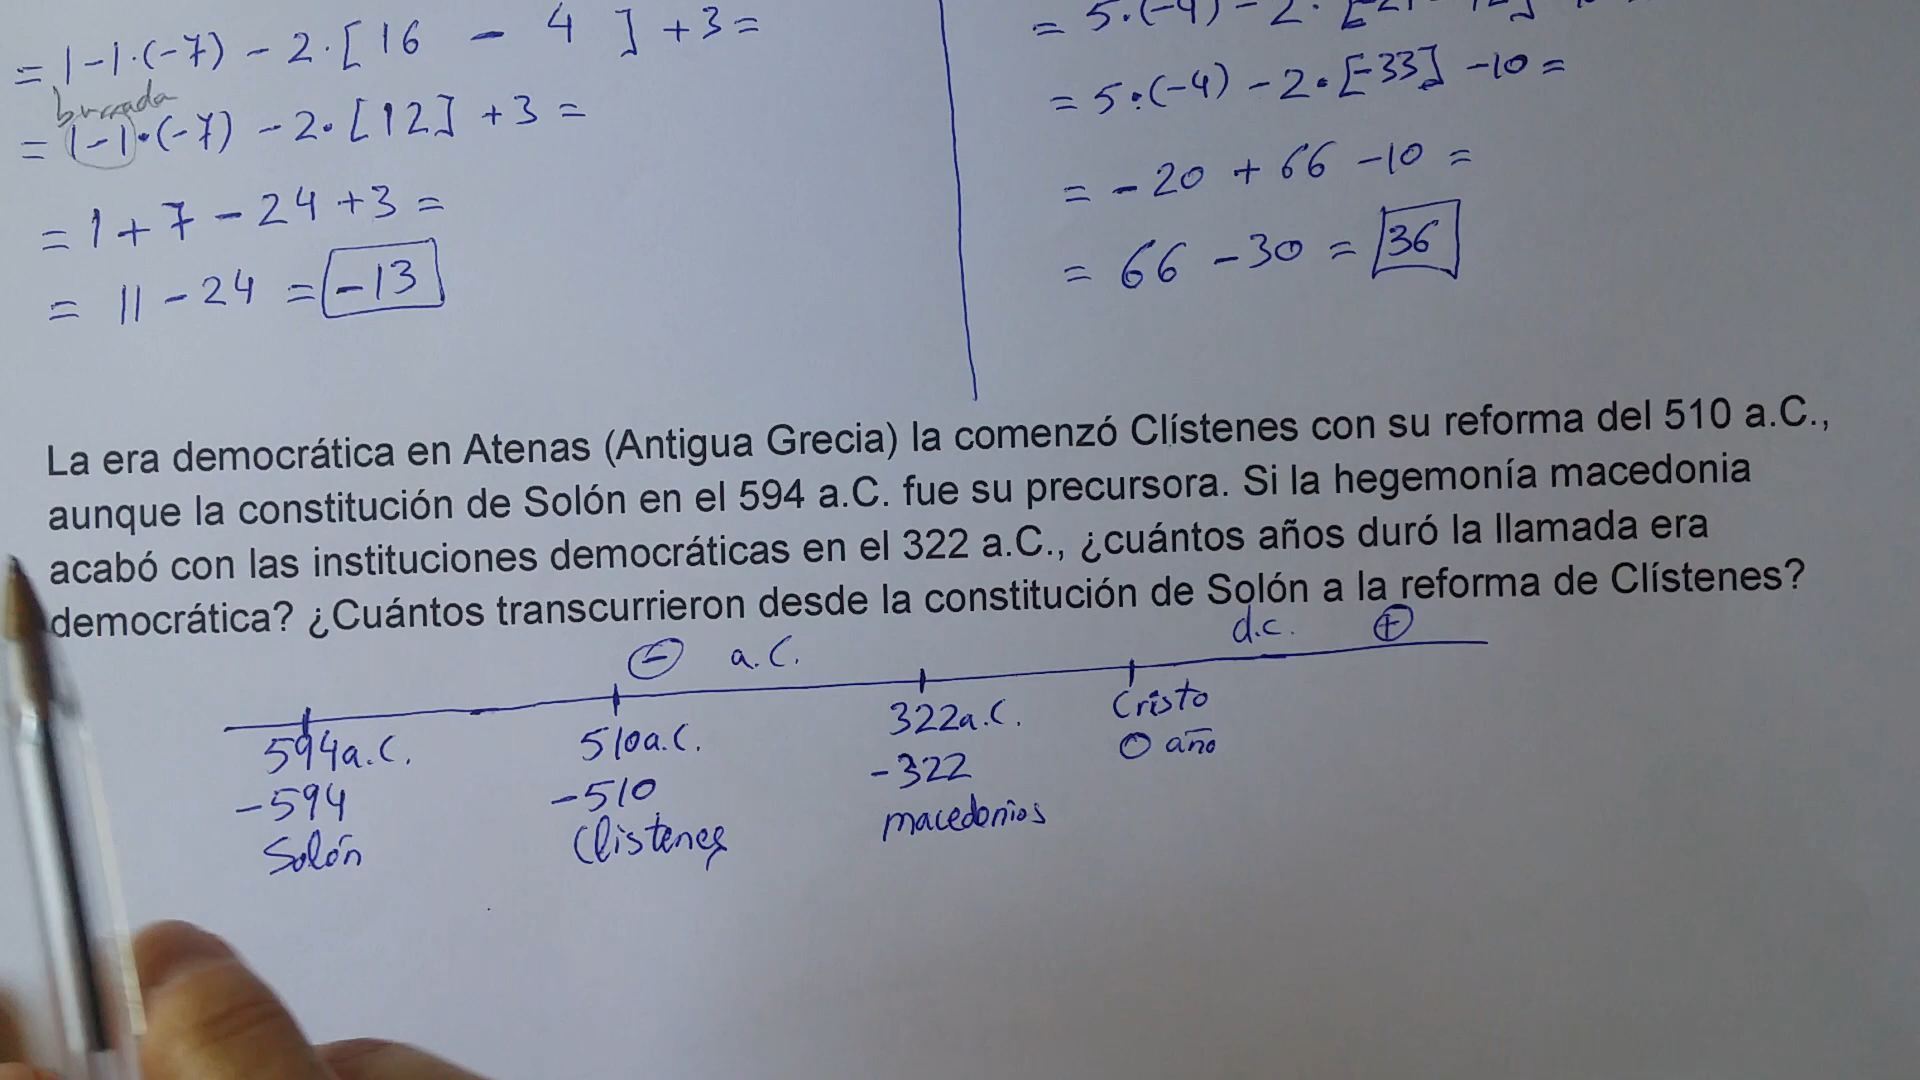 = 1-1·(-7) - 2·[16 - 4] +3 =
burrada
= 1-1·(-7) - 2·[12] +3 =
= 1+7-24+3 =
= 11-24 = -13
= 5·(-4) - 2·
= 5·(-4) - 2·[-33] -10 =
= -20 + 66 -10 =
= 66 -30 = 36
La era democrática en Atenas (Antigua Grecia) la comenzó Clístenes con su reforma del 510 a.C.,
aunque la constitución de Solón en el 594 a.C. fue su precursora. Si la hegemonía macedonia
acabó con las instituciones democráticas en el 322 a.C., ¿cuántos años duró la llamada era
democrática? ¿Cuántos transcurrieron desde la constitución de Solón a la reforma de Clístenes?
- a.C. d.c. +
594a.C. 510a.C. 322a.C. Cristo
-594 -510 -322 0 año
Solón Clistenes macedonios